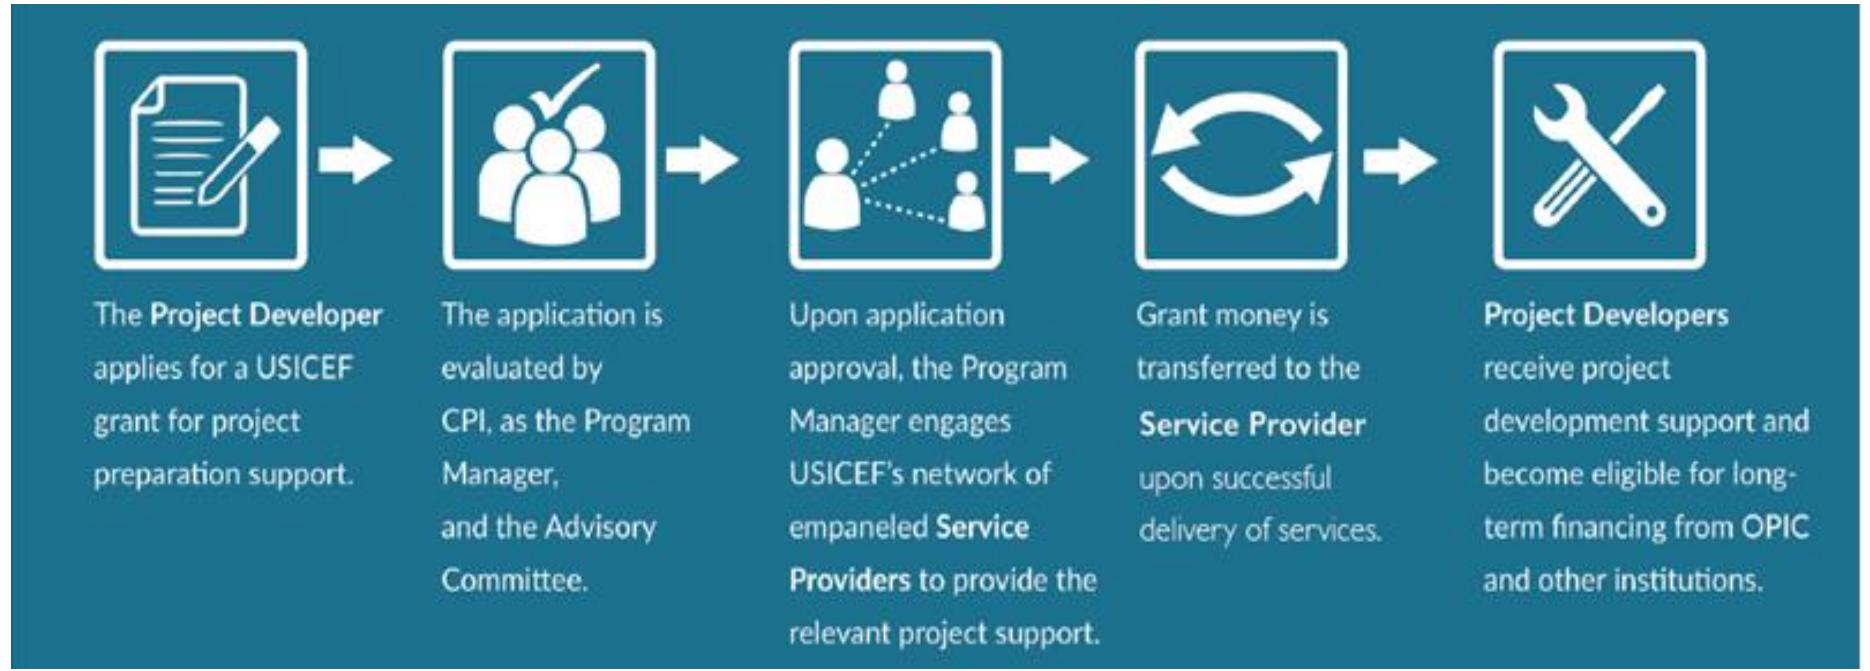 The Project Developer
applies for a USICEF
grant for project
preparation support.
The application is
evaluated by
CPI, as the Program
Manager,
and the Advisory
Committee.
Upon application
approval, the Program
Manager engages
USICEF's network of
empaneled Service
Providers to provide the
relevant project support.
Grant money is
transferred to the
Service Provider
upon successful
delivery of services.
Project Developers
receive project
development support and
become eligible for long-
term financing from OPIC
and other institutions.